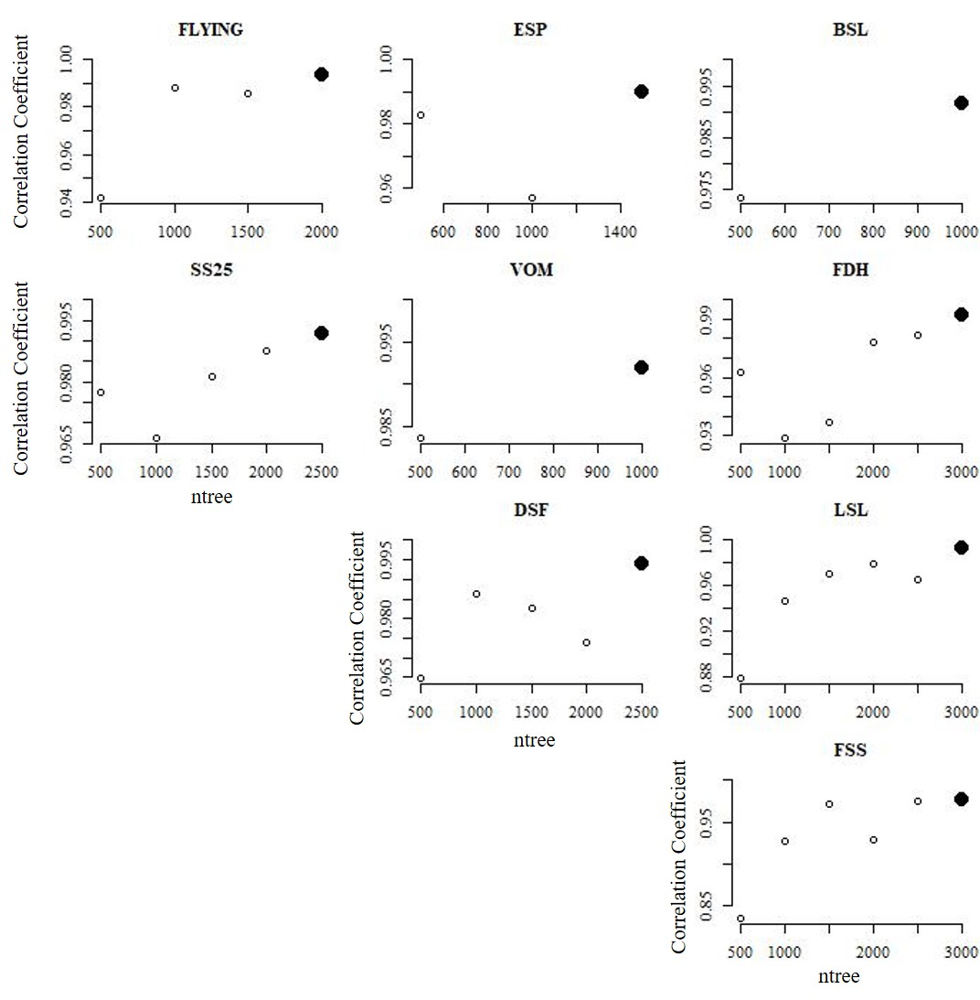 FLYING
Correlation Coefficient
1.00
0.98
0.96
0.94
500 1000 1500 2000
ESP
1.00
0.98
0.96
600 800 1000 1400
BSL
0.995
0.985
0.975
500 600 700 800 900 1000
SS25
Correlation Coefficient
0.995
0.980
0.965
500 1000 1500 2000 2500
ntree
VOM
0.995
0.985
500 600 700 800 900 1000
FDH
0.99
0.96
0.93
500 1000 2000 3000
DSF
Correlation Coefficient
0.995
0.980
0.965
500 1000 1500 2000 2500
ntree
LSL
1.00
0.96
0.92
0.88
500 1000 2000 3000
FSS
Correlation Coefficient
0.95
0.85
500 1000 2000 3000
ntree